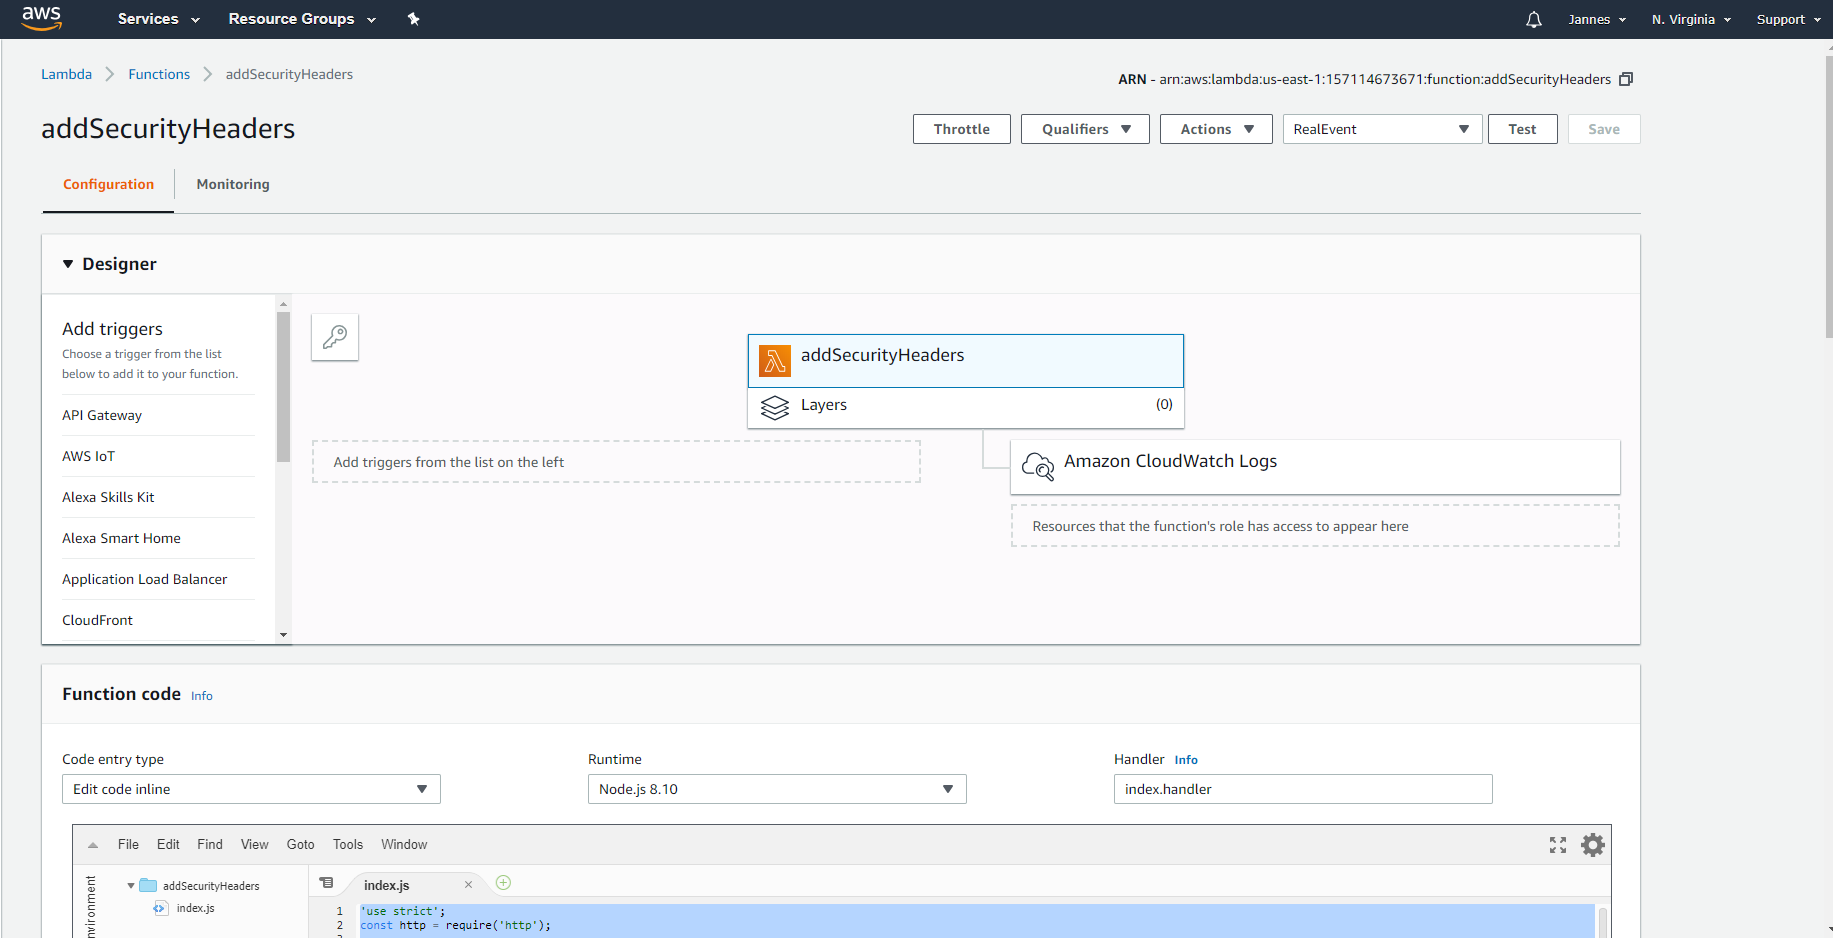 aws Services Resource Groups Jannes N. Virginia Support
Lambda Functions addSecurityHeaders
ARN - arn:aws:lambda:us-east-1:157114673671:function:addSecurityHeaders
addSecurityHeaders
Throttle Qualifiers Actions RealEvent Test Save
Configuration Monitoring
Designer
Add triggers
Choose a trigger from the list
below to add it to your function.
API Gateway
AWS IoT
Alexa Skills Kit
Alexa Smart Home
Application Load Balancer
CloudFront
addSecurityHeaders
Layers (0)
Add triggers from the list on the left
Amazon CloudWatch Logs
Resources that the function's role has access to appear here
Function code Info
Code entry type
Edit code inline
Runtime
Node.js 8.10
Handler Info
index.handler
File Edit Find View Goto Tools Window
addSecurityHeaders
index.js
index.js
1 'use strict';
2 const http = require('http');